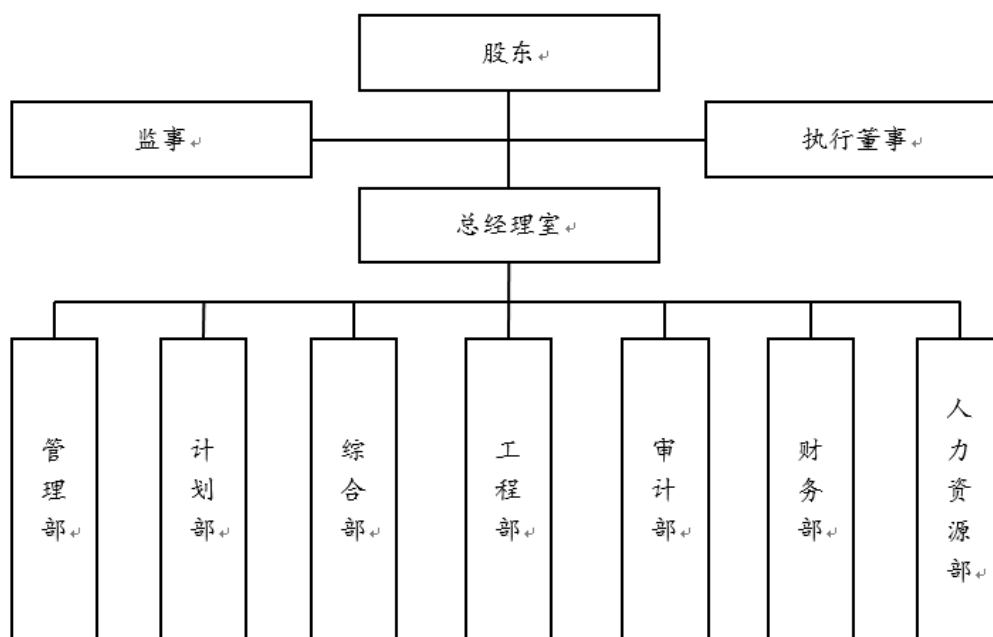 股东
监事
执行董事
总经理室
管理部
计划部
综合部
工程部
审计部
财务部
人力资源部